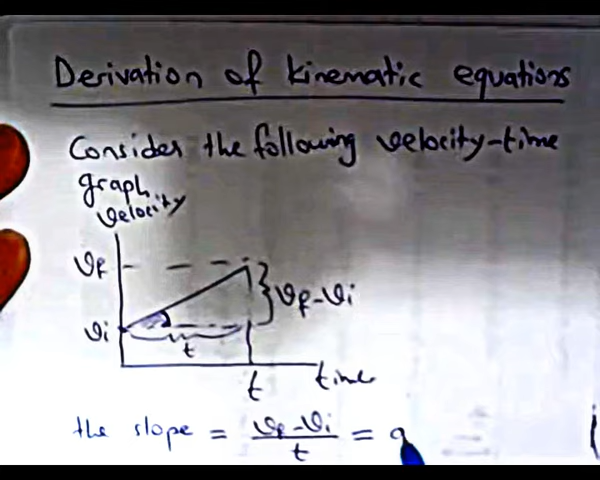 Derivation of kinematic equations
Consider the following velocity-time
graph
velocity
vf
vf-vi
vi
t
t time
the slope = vf-vi/t = a